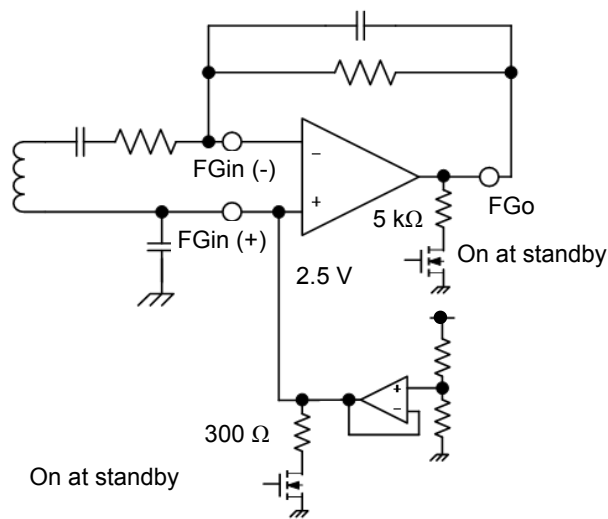 FGin (-)
−
+
FGin (+)
5 kΩ
FGo
On at standby
2.5 V
+
−
300 Ω
On at standby